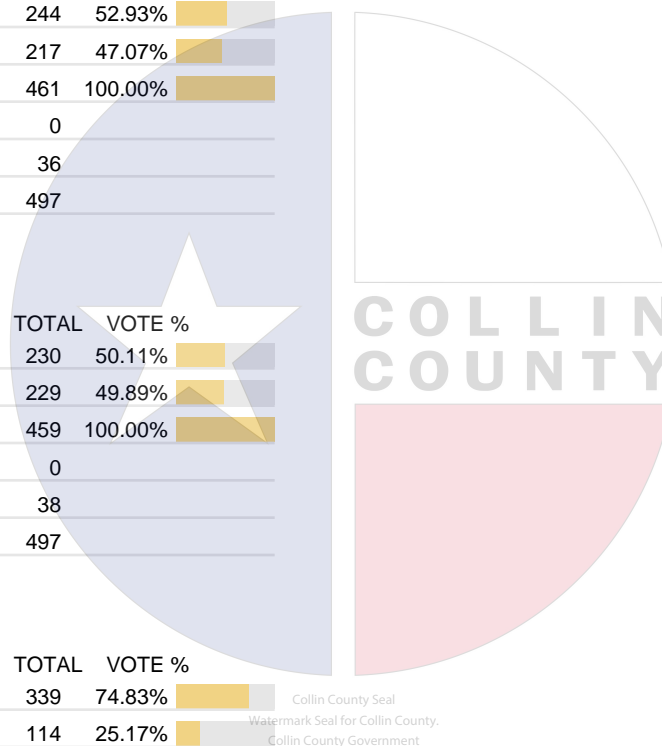 244 52.93%
217 47.07%
461 100.00%
0
36
497
TOTAL VOTE %
230 50.11%
229 49.89%
459 100.00%
0
38
497
COLLIN
COUNTY
TOTAL VOTE %
339 74.83%
114 25.17%
Collin County Seal
Watermark Seal for Collin County.
Collin County Government